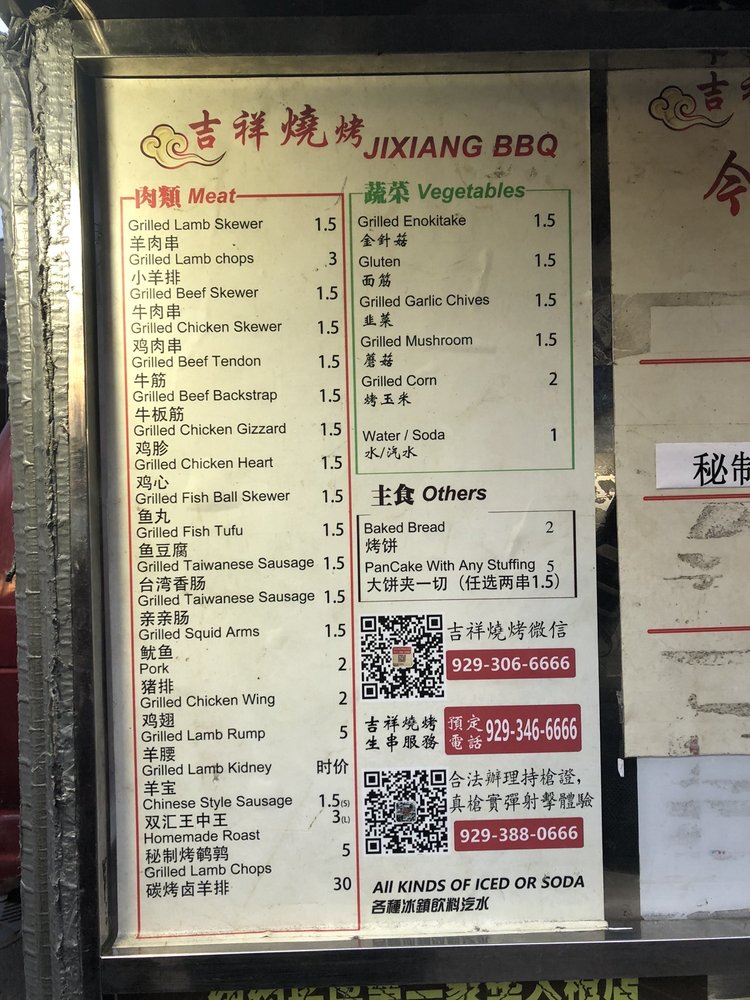 吉祥燒烤 JIXIANG BBQ
肉類 Meat
Grilled Lamb Skewer 1.5
羊肉串
Grilled Lamb chops 3
小羊排
Grilled Beef Skewer 1.5
牛肉串
Grilled Chicken Skewer 1.5
鸡肉串
Grilled Beef Tendon 1.5
牛筋
Grilled Beef Backstrap 1.5
牛板筋
Grilled Chicken Gizzard 1.5
鸡胗
Grilled Chicken Heart 1.5
鸡心
Grilled Fish Ball Skewer 1.5
鱼丸
Grilled Fish Tufu 1.5
鱼豆腐
Grilled Taiwanese Sausage 1.5
台湾香肠
Grilled Taiwanese Sausage 1.5
亲亲肠
Grilled Squid Arms 1.5
鱿鱼
Pork 2
猪排
Grilled Chicken Wing 2
鸡翅
Grilled Lamb Rump 5
羊腰
Grilled Lamb Kidney 时价
羊宝
Chinese Style Sausage 1.5(S)
双汇王中王 3(L)
Homemade Roast
秘制烤鹌鹑 5
Grilled Lamb Chops
碳烤卤羊排 30
蔬菜 Vegetables
Grilled Enokitake 1.5
金針菇
Gluten 1.5
面筋
Grilled Garlic Chives 1.5
韭菜
Grilled Mushroom 1.5
蘑菇
Grilled Corn 2
烤玉米
Water / Soda 1
水/汽水
主食 Others
Baked Bread 2
烤饼
PanCake With Any Stuffing 5
大饼夹一切（任选两串1.5）
吉祥燒烤微信
929-306-6666
吉祥燒烤
生串服務
預定
電話
929-346-6666
合法辦理持槍證，
真槍實彈射擊體驗
929-388-0666
All KINDS OF ICED OR SODA
各種冰鎮飲料汽水
吉
今
秘制